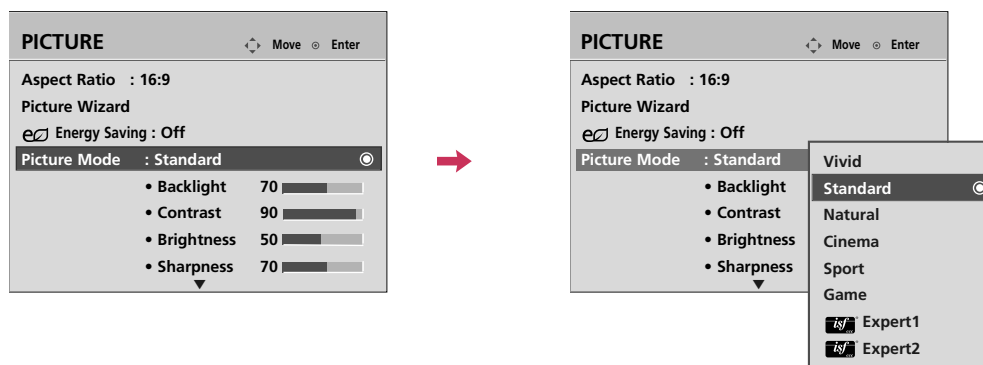 PICTURE Move Enter
Aspect Ratio : 16:9
Picture Wizard
e Energy Saving : Off
Picture Mode : Standard
• Backlight 70
• Contrast 90
• Brightness 50
• Sharpness 70
PICTURE Move Enter
Aspect Ratio : 16:9
Picture Wizard
e Energy Saving : Off
Picture Mode : Standard
• Backlight
• Contrast
• Brightness
• Sharpness
Vivid
Standard
Natural
Cinema
Sport
Game
isf Expert1
isf Expert2